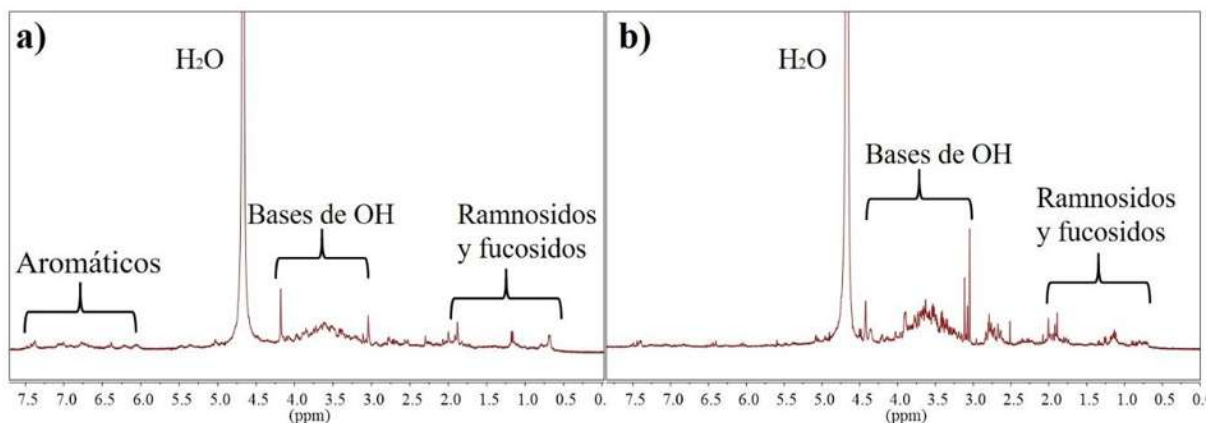 a)
H₂O
Bases de OH
Ramnosidos
y fucosidos
Aromáticos
7.5 7.0 6.5 6.0 5.5 5.0 4.5 4.0 3.5 3.0 2.5 2.0 1.5 1.0 0.5 0.
(ppm)
b)
H₂O
Bases de OH
Ramnosidos
y fucosidos
7.5 7.0 6.5 6.0 5.5 5.0 4.5 4.0 3.5 3.0 2.5 2.0 1.5 1.0 0.5 0.0
(ppm)